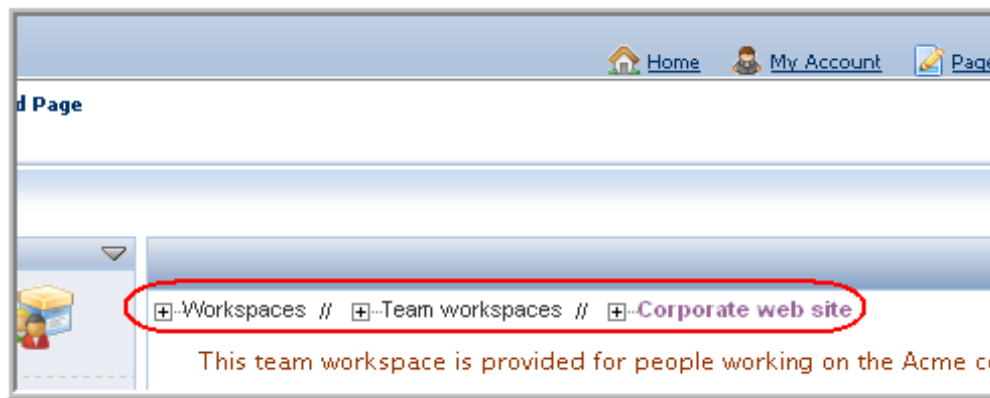 Home My Account Page
d Page
Workspaces // Team workspaces // Corporate web site
This team workspace is provided for people working on the Acme c